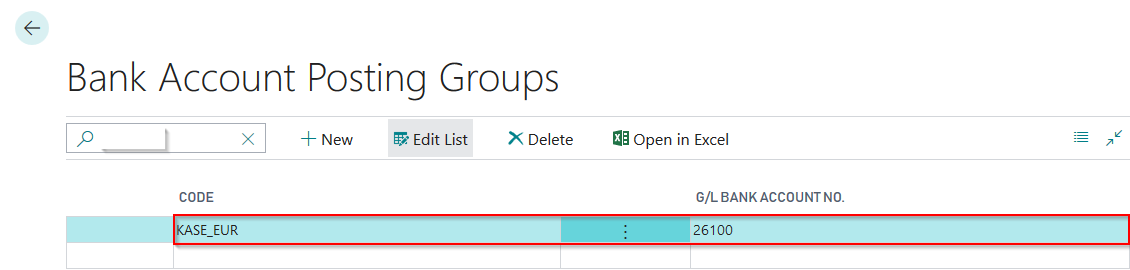 Bank Account Posting Groups
New Edit List Delete Open in Excel
CODE G/L BANK ACCOUNT NO.
KASE_EUR 26100